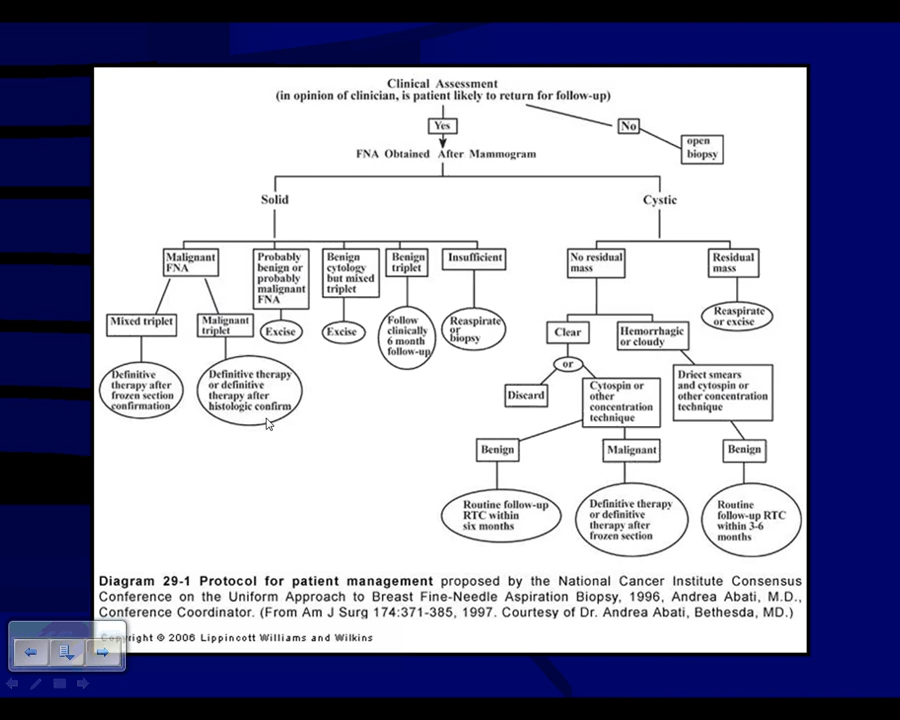 Clinical Assessment
(in opinion of clinician, is patient likely to return for follow-up)
Yes
No
open
biopsy
FNA Obtained After Mammogram
Solid
Cystic
Malignant
FNA
Probably
benign or
probably
malignant
FNA
Benign
cytology
but mixed
triplet
Benign
triplet
Insufficient
No residual
mass
Residual
mass
Mixed triplet
Malignant
triplet
Excise
Excise
Follow
clinically
6 month
follow-up
Reaspirate
or
biopsy
Clear
Hemorrhagic
or cloudy
Reaspirate
or excise
Definitive
therapy after
frozen section
confirmation
Definitive therapy
or definitive
therapy after
histologic confirm
or
Discard
Cytospin or
other
concentration
technique
Driect smears
and cytospin or
other concentration
technique
Benign
Malignant
Benign
Routine follow-up
RTC within
six months
Definitive therapy
or definitive
therapy after
frozen section
Routine
follow-up RTC
within 3-6
months
Diagram 29-1 Protocol for patient management proposed by the National Cancer Institute Consensus
Conference on the Uniform Approach to Breast Fine-Needle Aspiration Biopsy, 1996, Andrea Abati, M.D.,
Conference Coordinator. (From Am J Surg 174:371-385, 1997. Courtesy of Dr. Andrea Abati, Bethesda, MD.)
Copyright © 2006 Lippincott Williams and Wilkins